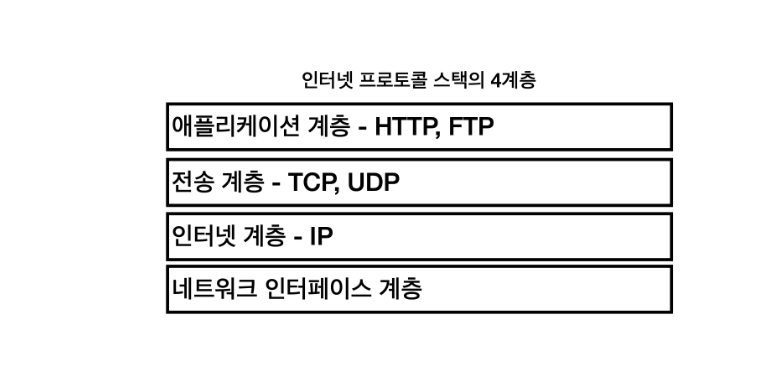 인터넷 프로토콜 스택의 4계층
애플리케이션 계층 - HTTP, FTP
전송 계층 - TCP, UDP
인터넷 계층 - IP
네트워크 인터페이스 계층